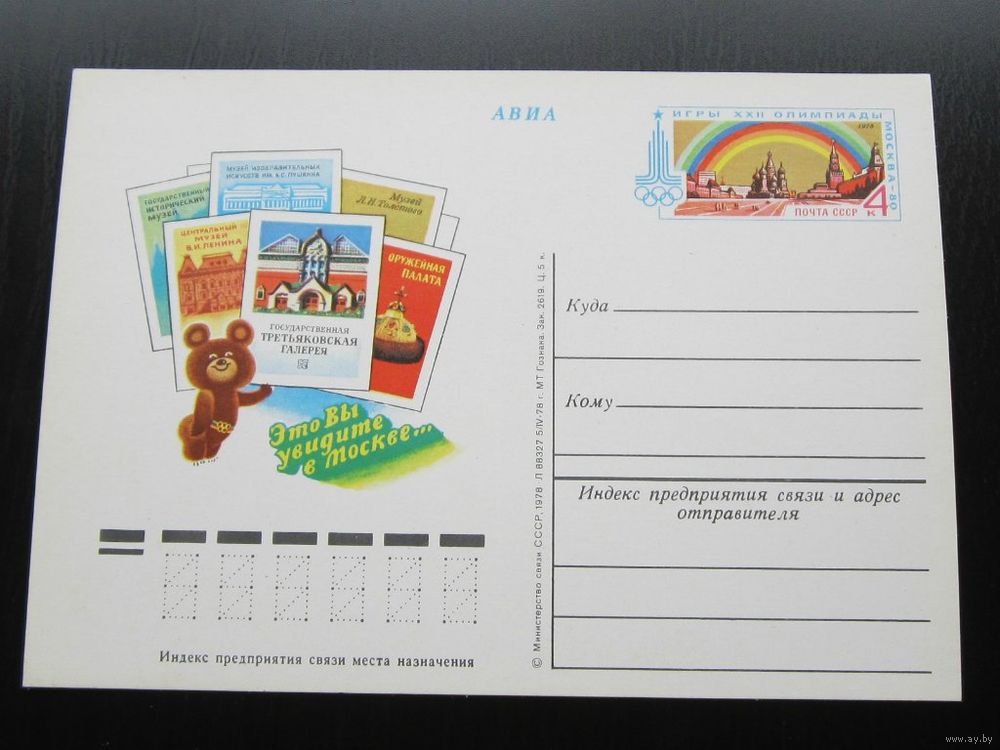 АВИА
ИГРЫ XXII ОЛИМПИАДЫ
МОСКВА-80
1978
ПОЧТА СССР
4 К
МУЗЕЙ ИЗОБРАЗИТЕЛЬНЫХ
ИСКУССТВ ИМ. А.С. ПУШКИНА
ГОСУДАРСТВЕННЫЙ
ИСТОРИЧЕСКИЙ
МУЗЕЙ
Музей
Л.Н. Толстого
ЦЕНТРАЛЬНЫЙ
МУЗЕЙ
В.И. ЛЕНИНА
ОРУЖЕЙНАЯ
ПАЛАТА
ГОСУДАРСТВЕННАЯ
ТРЕТЬЯКОВСКАЯ
ГАЛЕРЕЯ
Это Вы
увидите
в Москве...
Куда
Кому
Индекс предприятия связи и адрес
отправителя
© Министерство связи СССР, 1978 Л 88327 5/IV-78 г. МТ Гознака. Зак. 2619. Ц. 5 к.
Индекс предприятия связи места назначения
www.ay.by